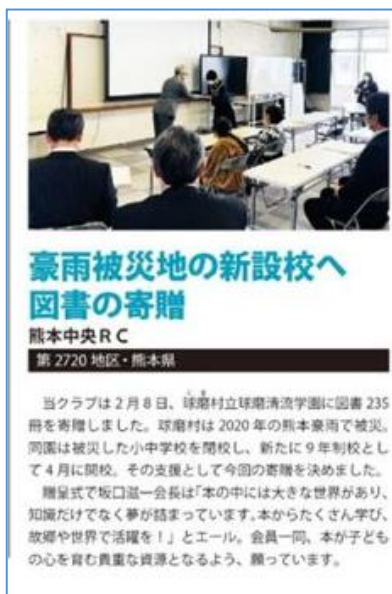 豪雨被災地の新設校へ
図書の寄贈
熊本中央RC
第2720地区・熊本県
当クラブは2月8日、球磨村立球磨清流学園に図書235
冊を寄贈しました。球磨村は2020年の熊本豪雨で被災。
同園は被災した小中学校を閉校し、新たに9年制校とし
て4月に開校。その支援として今回の寄贈を決めました。
贈呈式で坂口滋一会長は「本の中には大きな世界があり、
知識だけでなく夢が詰まっています。本からたくさん学び、
故郷や世界で活躍を！」とエール。会員一同、本が子ども
の心を育む貴重な資源となるよう、願っています。